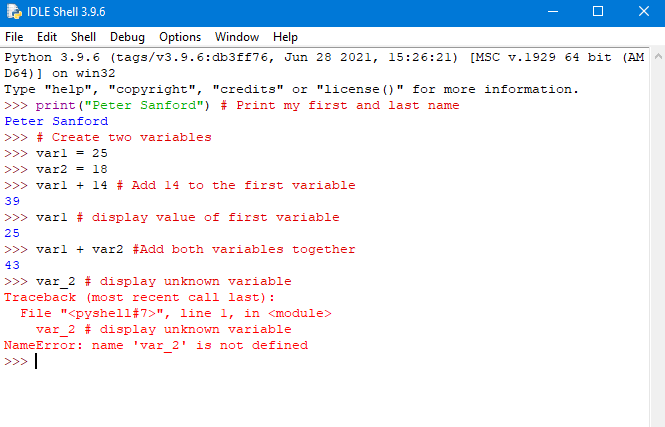 IDLE Shell 3.9.6
File Edit Shell Debug Options Window Help
Python 3.9.6 (tags/v3.9.6:db3ff76, Jun 28 2021, 15:26:21) [MSC v.1929 64 bit (AM
D64)] on win32
Type "help", "copyright", "credits" or "license()" for more information.
>>> print("Peter Sanford") # Print my first and last name
Peter Sanford
>>> # Create two variables
>>> var1 = 25
>>> var2 = 18
>>> var1 + 14 # Add 14 to the first variable
39
>>> var1 # display value of first variable
25
>>> var1 + var2 #Add both variables together
43
>>> var_2 # display unknown variable
Traceback (most recent call last):
  File "<pyshell#7>", line 1, in <module>
    var_2 # display unknown variable
NameError: name 'var_2' is not defined
>>>